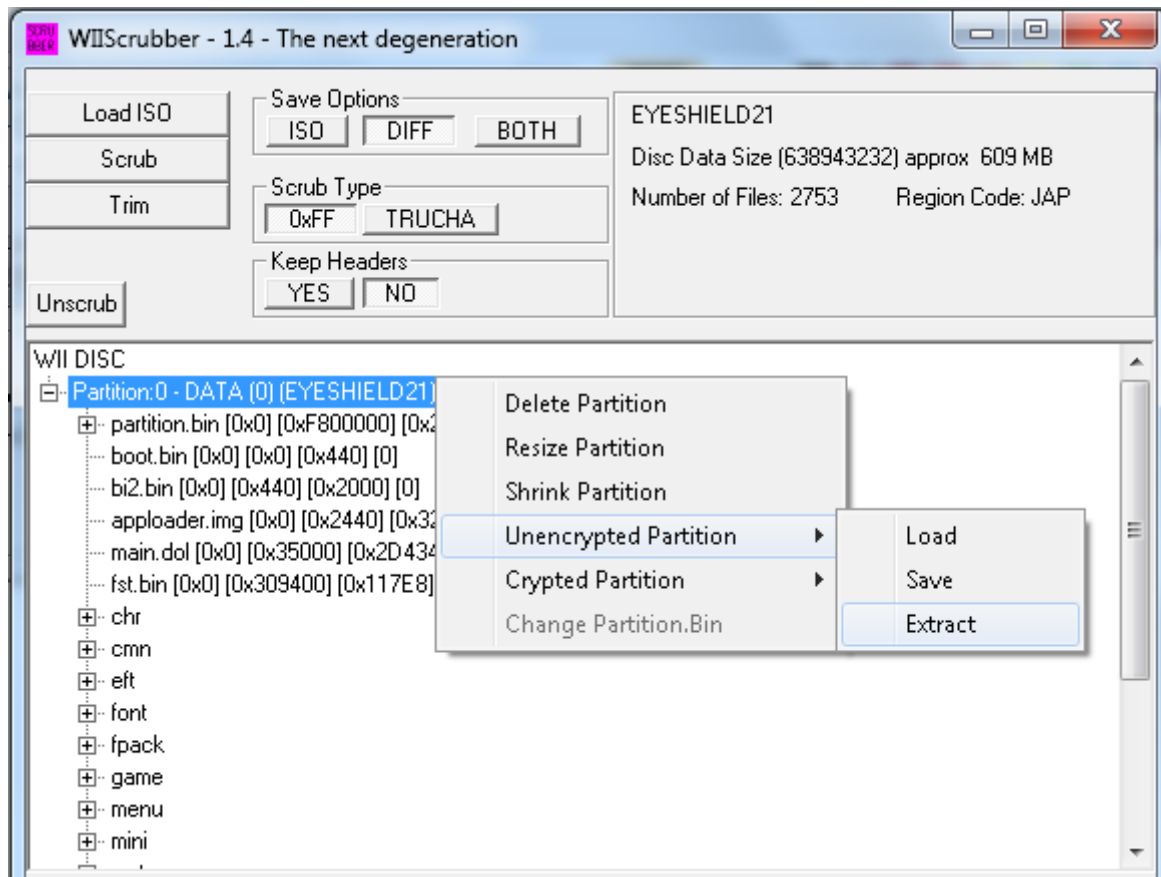 SCRU
BBER
WIIScrubber - 1.4 - The next degeneration
Load ISO
Scrub
Trim
Unscrub
Save Options
ISO DIFF BOTH
Scrub Type
0xFF TRUCHA
Keep Headers
YES NO
EYESHIELD21
Disc Data Size (638943232) approx 609 MB
Number of Files: 2753 Region Code: JAP
WII DISC
Partition:0 - DATA (0) (EYESHIELD21)
partition.bin [0x0] [0xF800000] [0x2
boot.bin [0x0] [0x0] [0x440] [0]
bi2.bin [0x0] [0x440] [0x2000] [0]
apploader.img [0x0] [0x2440] [0x32
main.dol [0x0] [0x35000] [0x2D434
fst.bin [0x0] [0x309400] [0x117E8]
chr
cmn
eft
font
fpack
game
menu
mini
Delete Partition
Resize Partition
Shrink Partition
Unencrypted Partition
Crypted Partition
Change Partition.Bin
Load
Save
Extract